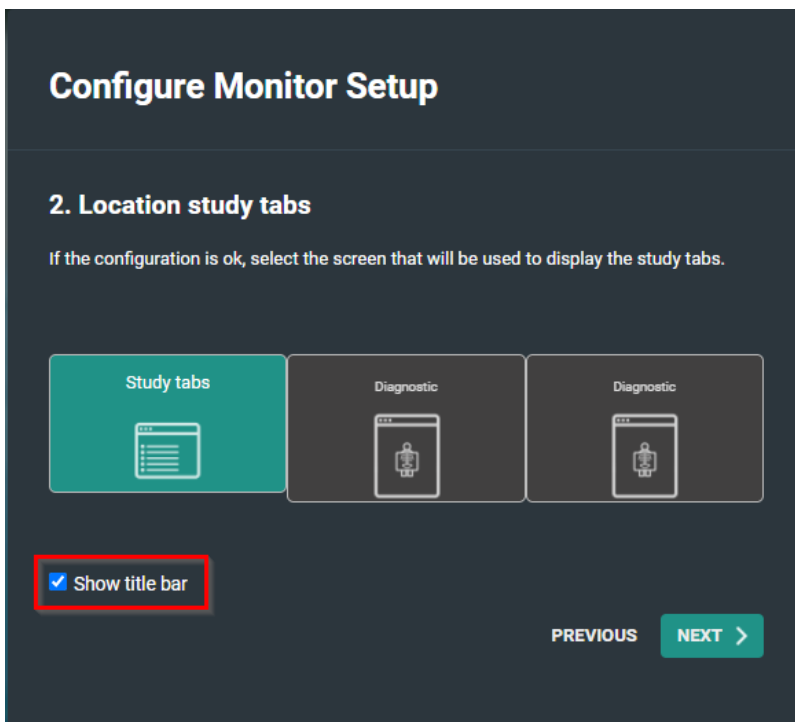 Configure Monitor Setup
2. Location study tabs
If the configuration is ok, select the screen that will be used to display the study tabs.
Study tabs
Diagnostic
Diagnostic
Show title bar
PREVIOUS
NEXT